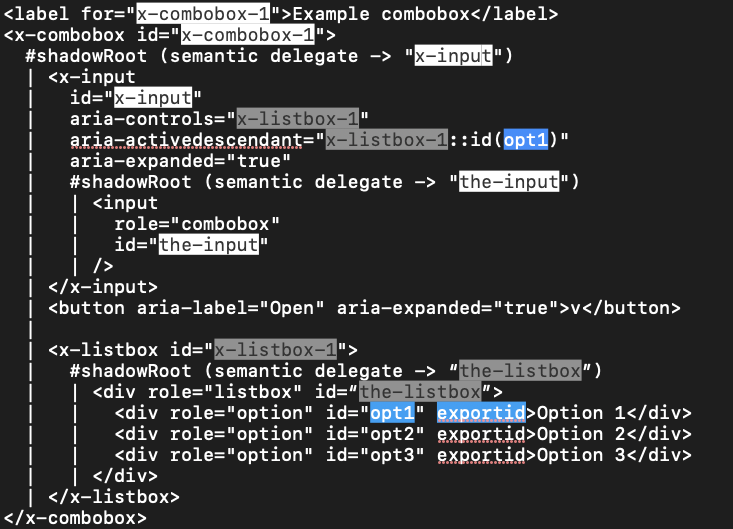 <label for="x-combobox-1">Example combobox</label>
<x-combobox id="x-combobox-1">
  #shadowRoot (semantic delegate -> "x-input")
  | <x-input
  |   id="x-input"
  |   aria-controls="x-listbox-1"
  |   aria-activedescendant="x-listbox-1::id(opt1)"
  |   aria-expanded="true"
  |   #shadowRoot (semantic delegate -> "the-input")
  |   | <input
  |   |   role="combobox"
  |   |   id="the-input"
  |   | />
  | </x-input>
  | <button aria-label="Open" aria-expanded="true">v</button>
  |
  | <x-listbox id="x-listbox-1">
  |   #shadowRoot (semantic delegate -> “the-listbox”)
  |   | <div role="listbox" id=“the-listbox”>
  |   |   <div role="option" id="opt1" exportid>Option 1</div>
  |   |   <div role="option" id="opt2" exportid>Option 2</div>
  |   |   <div role="option" id="opt3" exportid>Option 3</div>
  |   | </div>
  | </x-listbox>
</x-combobox>